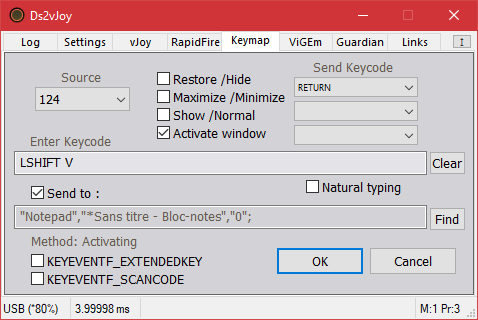 Ds2vJoy
Log Settings vJoy RapidFire Keymap ViGEm Guardian Links
Source
124
Restore /Hide
Maximize /Minimize
Show /Normal
Activate window
Send Keycode
RETURN
Enter Keycode
LSHIFT V
Clear
Send to :
Natural typing
"Notepad","*Sans titre - Bloc-notes","0";
Find
Method: Activating
KEYEVENTF_EXTENDEDKEY
KEYEVENTF_SCANCODE
OK
Cancel
USB (*80%) 3.99998 ms M:1 Pr:3